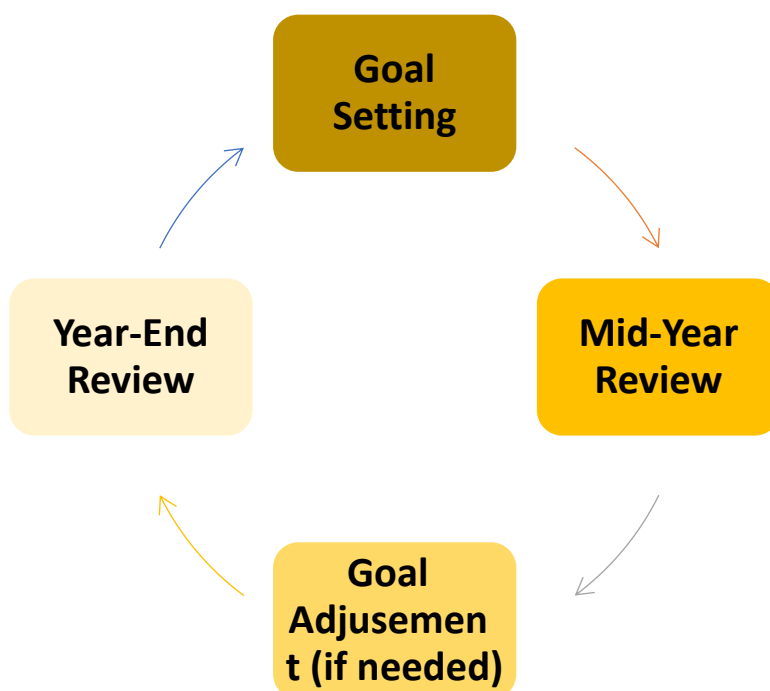 Goal
Setting
Year-End
Review
Mid-Year
Review
Goal
Adjusemen
t (if needed)